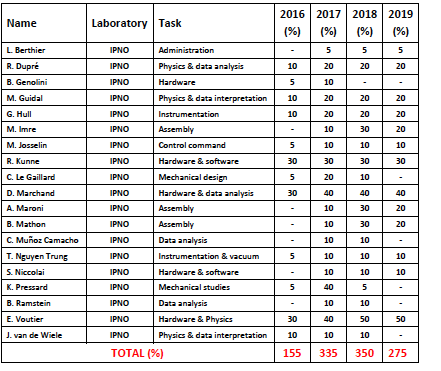 Name Laboratory Task 2016 (%) 2017 (%) 2018 (%) 2019 (%)
L. Berthier IPNO Administration - 5 5 5
R. Dupré IPNO Physics & data analysis 10 20 20 20
B. Genolini IPNO Hardware 5 10 - -
M. Guidal IPNO Physics & data interpretation 10 20 20 20
G. Hull IPNO Instrumentation 10 20 20 20
M. Imre IPNO Assembly - 10 30 20
M. Josselin IPNO Control command 5 10 10 10
R. Kunne IPNO Hardware & software 30 30 30 30
C. Le Gaillard IPNO Mechanical design 5 20 10 -
D. Marchand IPNO Hardware & data analysis 30 40 40 40
A. Maroni IPNO Assembly - 10 30 20
B. Mathon IPNO Assembly - 10 30 20
C. Muñoz Camacho IPNO Data analysis - 10 10 -
T. Nguyen Trung IPNO Instrumentation & vacuum 5 10 10 10
S. Niccolai IPNO Hardware & software - 10 10 10
K. Pressard IPNO Mechanical studies 5 40 5 -
B. Ramstein IPNO Data analysis - 10 10 -
E. Voutier IPNO Hardware & Physics 30 40 50 50
J. van de Wiele IPNO Physics & data interpretation 10 10 10 -
TOTAL (%) 155 335 350 275